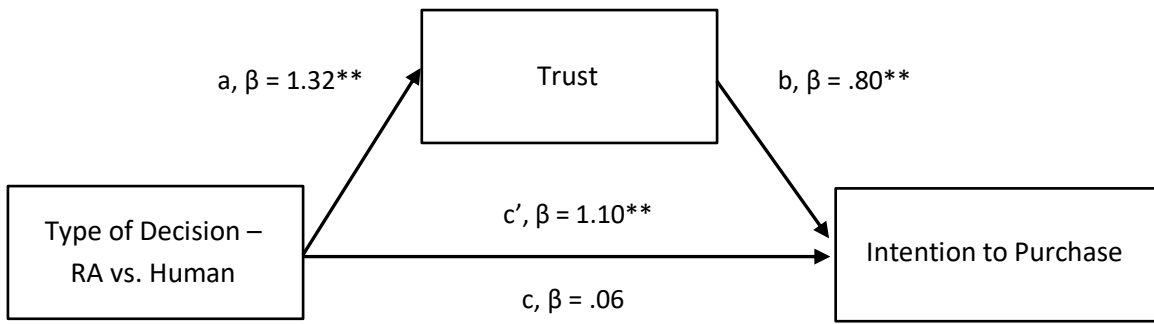 Trust
a, β = 1.32**
b, β = .80**
Type of Decision –
RA vs. Human
c’, β = 1.10**
Intention to Purchase
c, β = .06